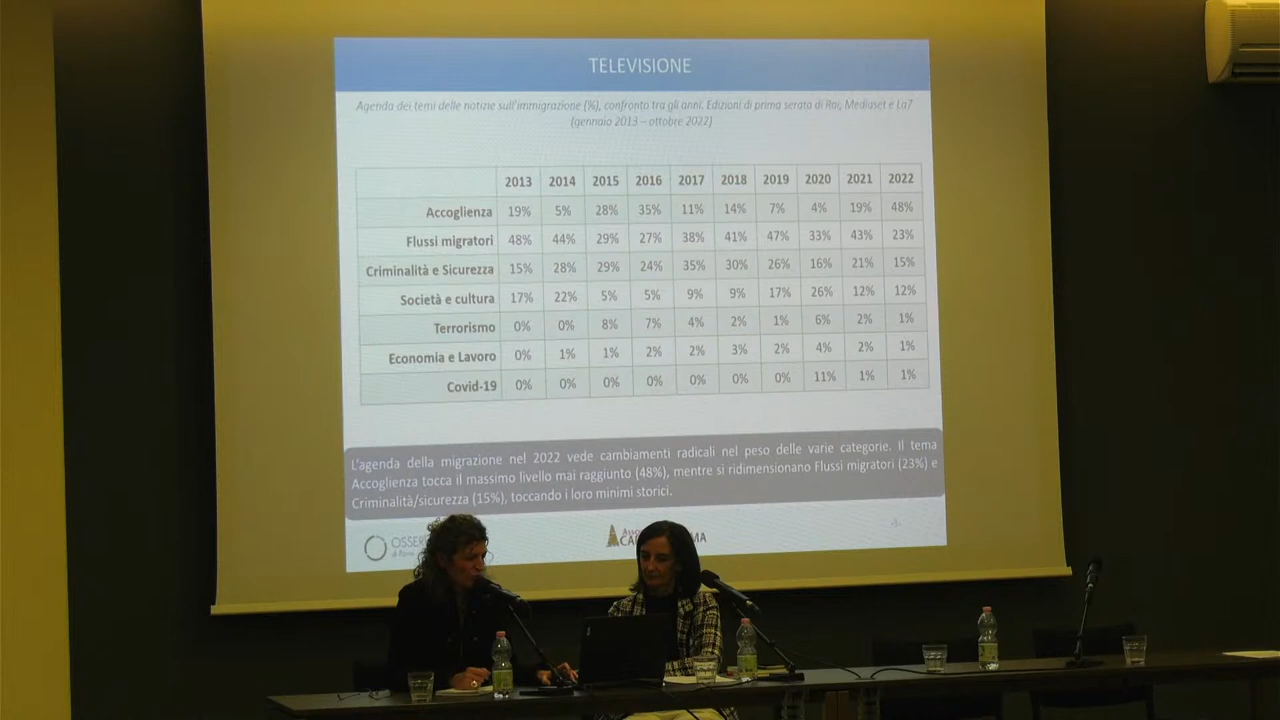 TELEVISIONE
Agenda dei temi delle notizie sull'immigrazione (%), confronto tra gli anni. Edizioni di prima serata di Rai, Mediaset e La7
(gennaio 2013 – ottobre 2022)
2013 2014 2015 2016 2017 2018 2019 2020 2021 2022
Accoglienza 19% 5% 28% 35% 11% 14% 7% 4% 19% 48%
Flussi migratori 48% 44% 29% 27% 38% 41% 47% 33% 43% 23%
Criminalità e Sicurezza 15% 28% 29% 24% 35% 30% 26% 16% 21% 15%
Società e cultura 17% 22% 5% 5% 9% 9% 17% 26% 12% 12%
Terrorismo 0% 0% 8% 7% 4% 2% 1% 6% 2% 1%
Economia e Lavoro 0% 1% 1% 2% 2% 3% 2% 4% 2% 1%
Covid-19 0% 0% 0% 0% 0% 0% 0% 11% 1% 1%
L'agenda della migrazione nel 2022 vede cambiamenti radicali nel peso delle varie categorie. Il tema
Accoglienza tocca il massimo livello mai raggiunto (48%), mentre si ridimensionano Flussi migratori (23%) e
Criminalità/sicurezza (15%), toccando i loro minimi storici.